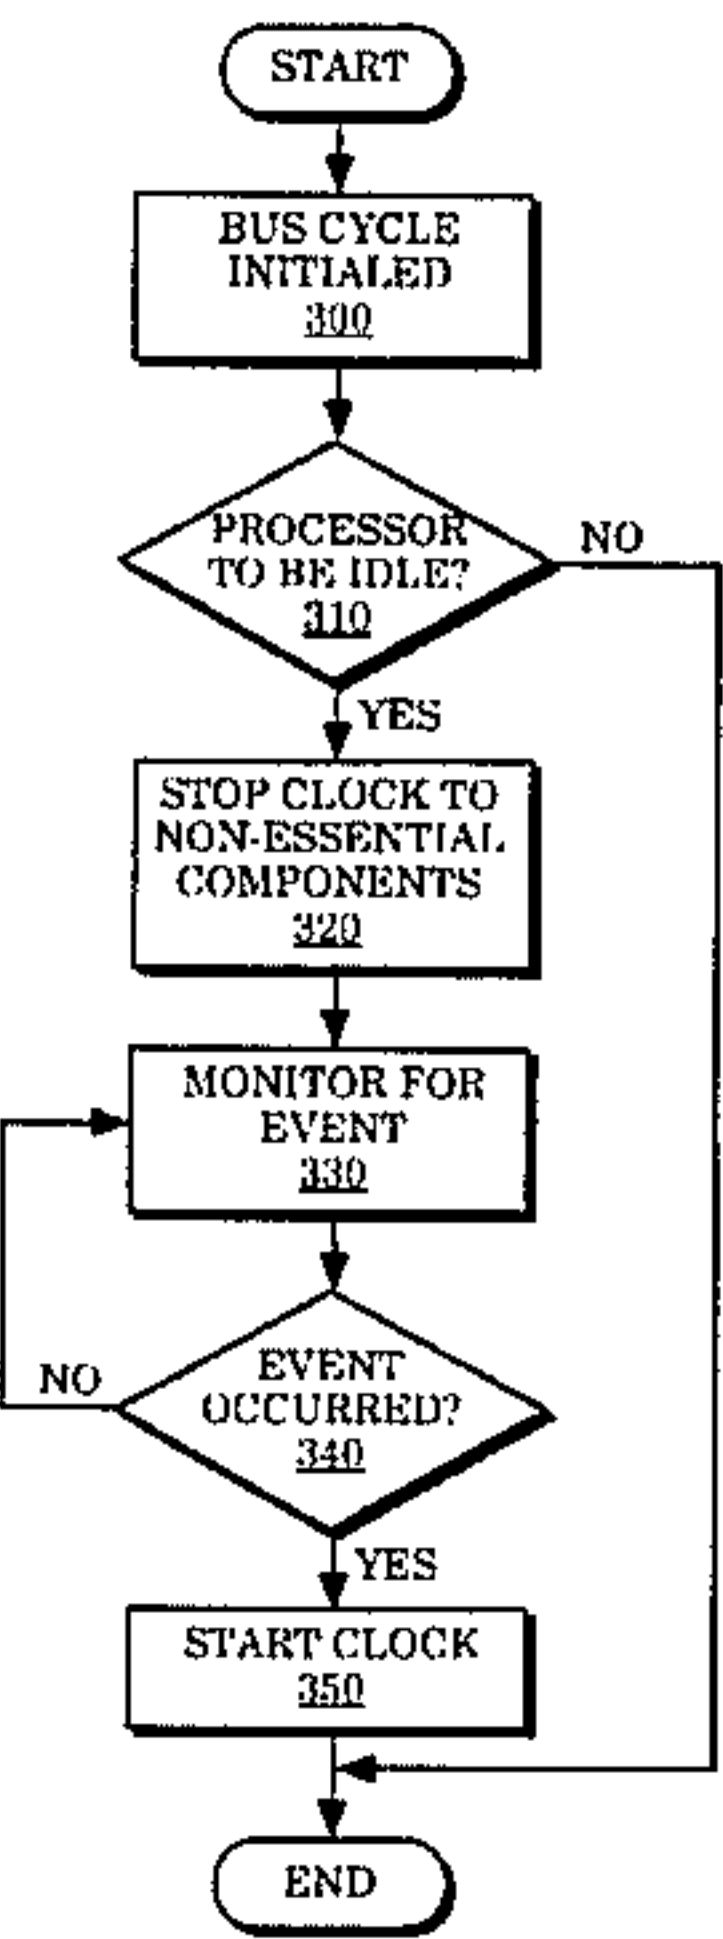 START
BUS CYCLE
INITIALED
300
PROCESSOR
TO BE IDLE?
310
NO
YES
STOP CLOCK TO
NON-ESSENTIAL
COMPONENTS
320
MONITOR FOR
EVENT
330
EVENT
OCCURRED?
340
NO
YES
START CLOCK
350
END